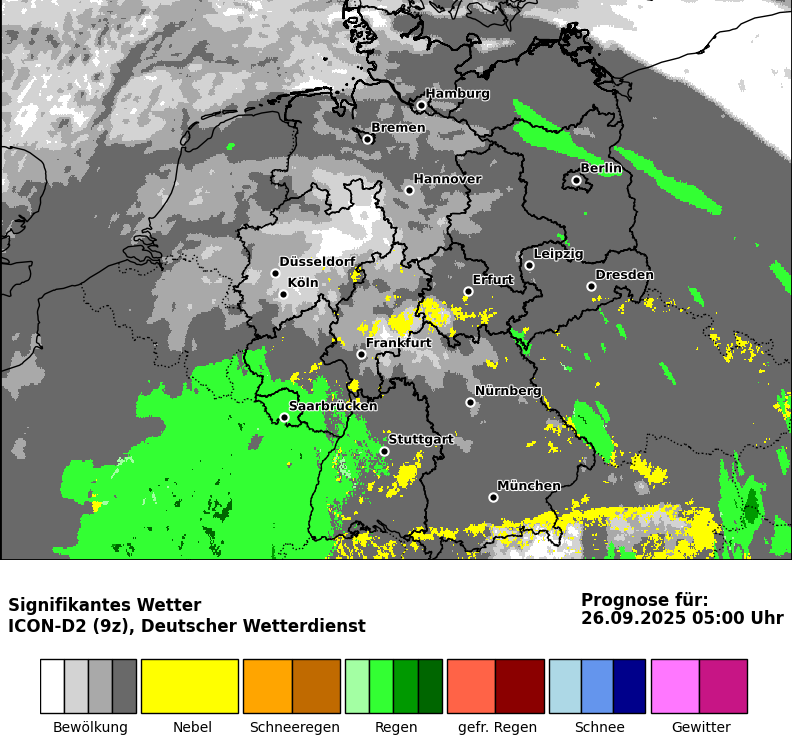 Hamburg
Bremen
Berlin
Hannover
Leipzig
Düsseldorf
Dresden
Köln
Erfurt
Frankfurt
Nürnberg
Saarbrücken
Stuttgart
München
Signifikantes Wetter
ICON-D2 (9z), Deutscher Wetterdienst
Prognose für:
26.09.2025 05:00 Uhr
Bewölkung Nebel Schneeregen Regen gefr. Regen Schnee Gewitter